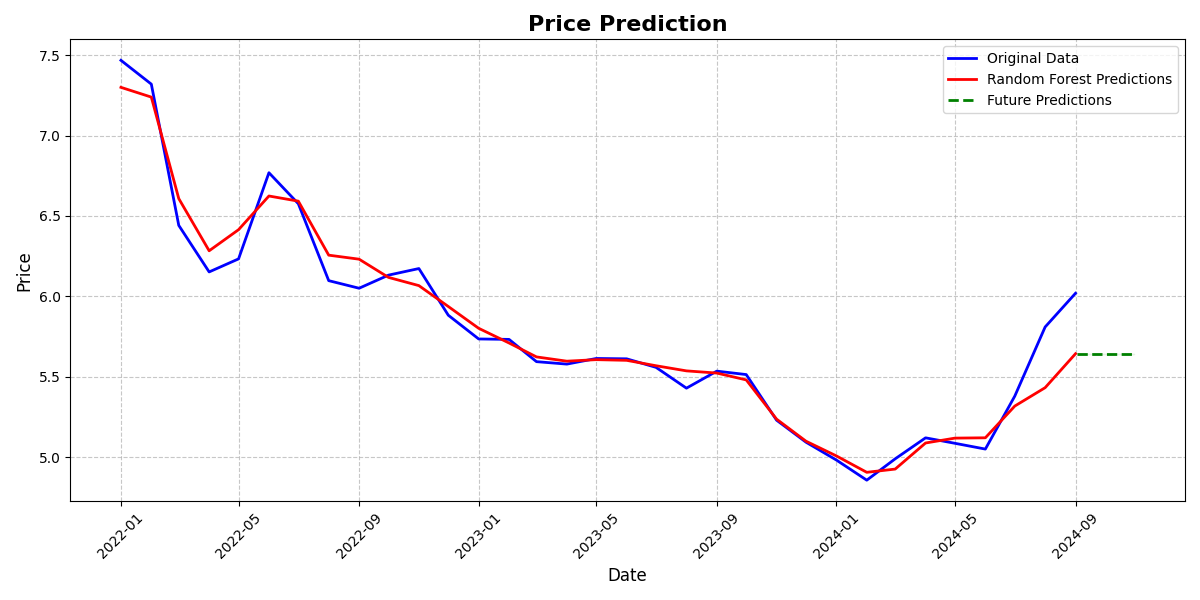 Price Prediction
Original Data
Random Forest Predictions
Future Predictions
Price
7.5
7.0
6.5
6.0
5.5
5.0
2022-01
2022-05
2022-09
2023-01
2023-05
2023-09
2024-01
2024-05
2024-09
Date